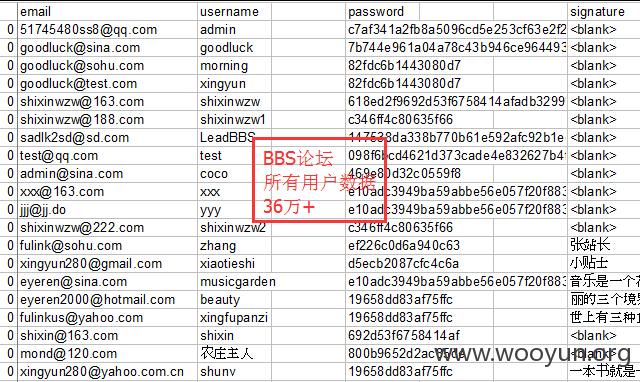 email username password signature
0 51745480ss8@qq.com admin c7af341a2fb8a5096cd5e253cf63e2f2 <blank>
0 goodluck@sina.com goodluck 7b744e961a04a78c43b946ce964493 <blank>
0 goodluck@sohu.com morning 82fdc6b1443080d7 <blank>
0 goodluck@test.com xingyun 82fdc6b1443080d7 <blank>
0 shixinwzw@163.com shixinwzw 618ed2f9692d53f6758414afadb3299 <blank>
0 shixinwzw@188.com shixinwzw1 c346ff4c80635f66 <blank>
0 sadlk2sd@sd.com LeadBBS 447538da338b770b61e592afc92b1e <blank>
0 test@qq.com test 098f6bcd4621d373cade4e832627b4 <blank>
0 admin@sina.com coco 469e80d32c0559f8 <blank>
0 xxx@163.com xxx e10adc3949ba59abbe56e057f20f883 <blank>
0 jjj@jj.do yyy e10adc3949ba59abbe56e057f20f883 <blank>
0 shixinwzw@222.com shixinwzw2 c346ff4c80635f66 <blank>
0 fulink@sohu.com zhang ef226c0d6a940c63 张站长
0 xingyun280@gmail.com xiaotieshi d5ecb2087cfc4c6a 小贴士
0 eyeren@sina.com musicgarden e10adc3949ba59abbe56e057f20f883 音乐是一个
0 eyeren2000@hotmail.com beauty 19658dd83af75ffc 丽的三个境
0 fulinkus@yahoo.com xingfupanzi 19658dd83af75ffc 世上有三种
0 shixin@163.com shixin 692d53f6758414af <blank>
0 mond@120.com 农庄主人 800b9652d2ac <blank>
0 xingyun280@yahoo.com.cn shunv 19658dd83af75ffc 一本书就是一
BBS论坛
所有用户数据
36万+
www.wooyun.org